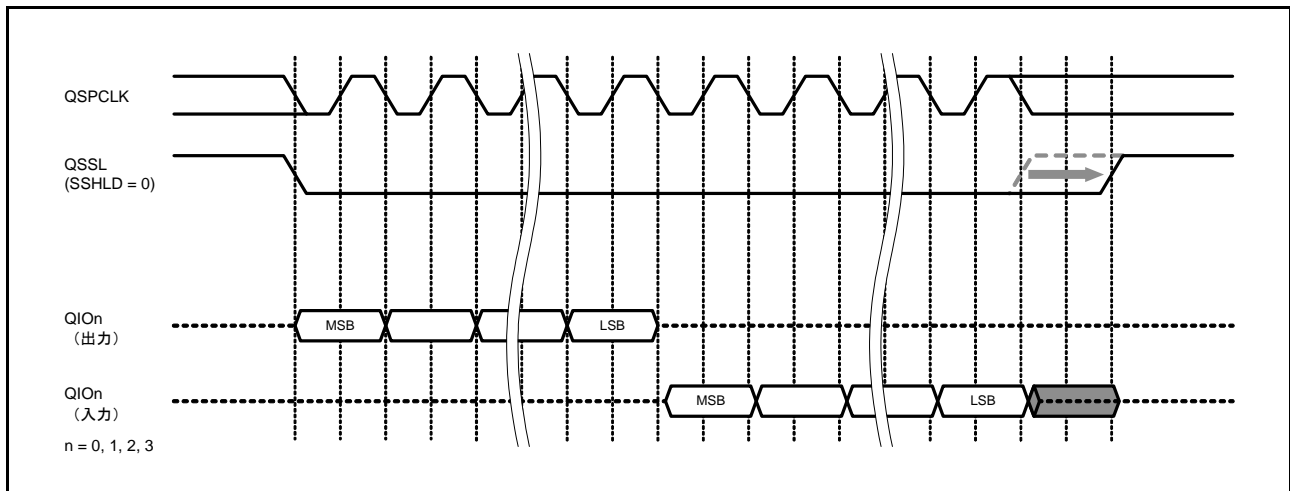 QSPCLK
QSSL
(SSHLD = 0)
QIOn
（出力）
MSB
LSB
QIOn
（入力）
MSB
LSB
n = 0, 1, 2, 3